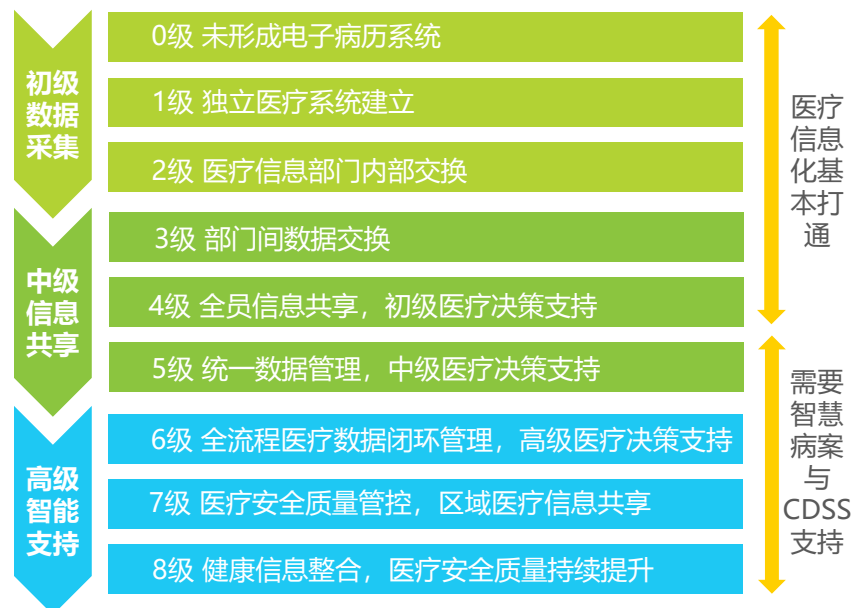 初级
数据
采集
0级 未形成电子病历系统
1级 独立医疗系统建立
2级 医疗信息部门内部交换
中级
信息
共享
3级 部门间数据交换
4级 全员信息共享，初级医疗决策支持
5级 统一数据管理，中级医疗决策支持
高级
智能
支持
6级 全流程医疗数据闭环管理，高级医疗决策支持
7级 医疗安全质量管控，区域医疗信息共享
8级 健康信息整合，医疗安全质量持续提升
医疗
信息
化基
本打
通
需要
智慧
病案
与
CDSS
支持